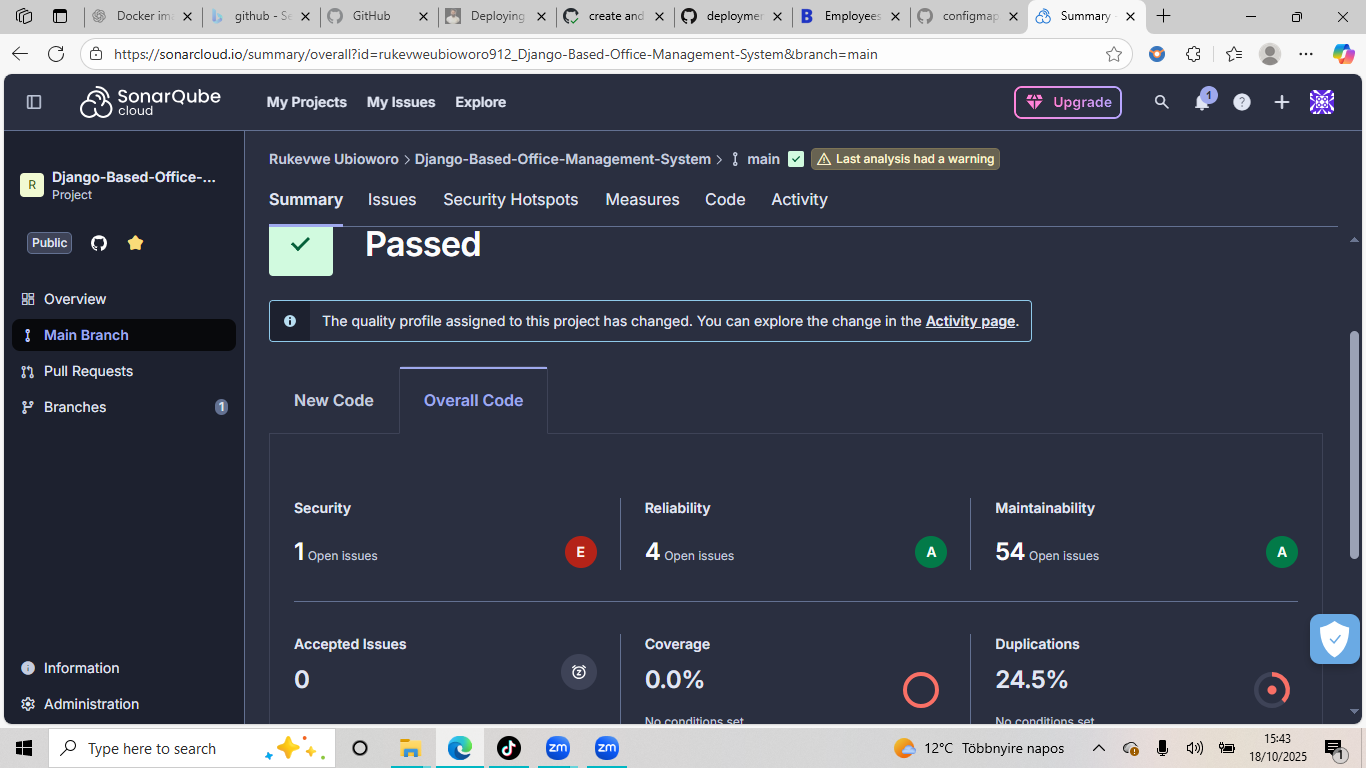 Docker im
github - Se
GitHub
Deploying
create and
deploymer
Employees
configmap
Summary
https://sonarcloud.io/summary/overall?id=rukevweubioworo912_Django-Based-Office-Management-System&branch=main
SonarQube
cloud
My Projects
My Issues
Explore
Upgrade
1
?
R
Django-Based-Office-...
Project
Public
Overview
Main Branch
Pull Requests
Branches
1
Information
Administration
Rukevwe Ubioworo > Django-Based-Office-Management-System > main
Last analysis had a warning
Summary
Issues
Security Hotspots
Measures
Code
Activity
Passed
The quality profile assigned to this project has changed. You can explore the change in the Activity page.
New Code
Overall Code
Security
1 Open issues
E
Reliability
4 Open issues
A
Maintainability
54 Open issues
A
Accepted Issues
0
Coverage
0.0%
No conditions set
Duplications
24.5%
No conditions set
Type here to search
zm
zm
12°C Többnyire napos
15:43
18/10/2025
1